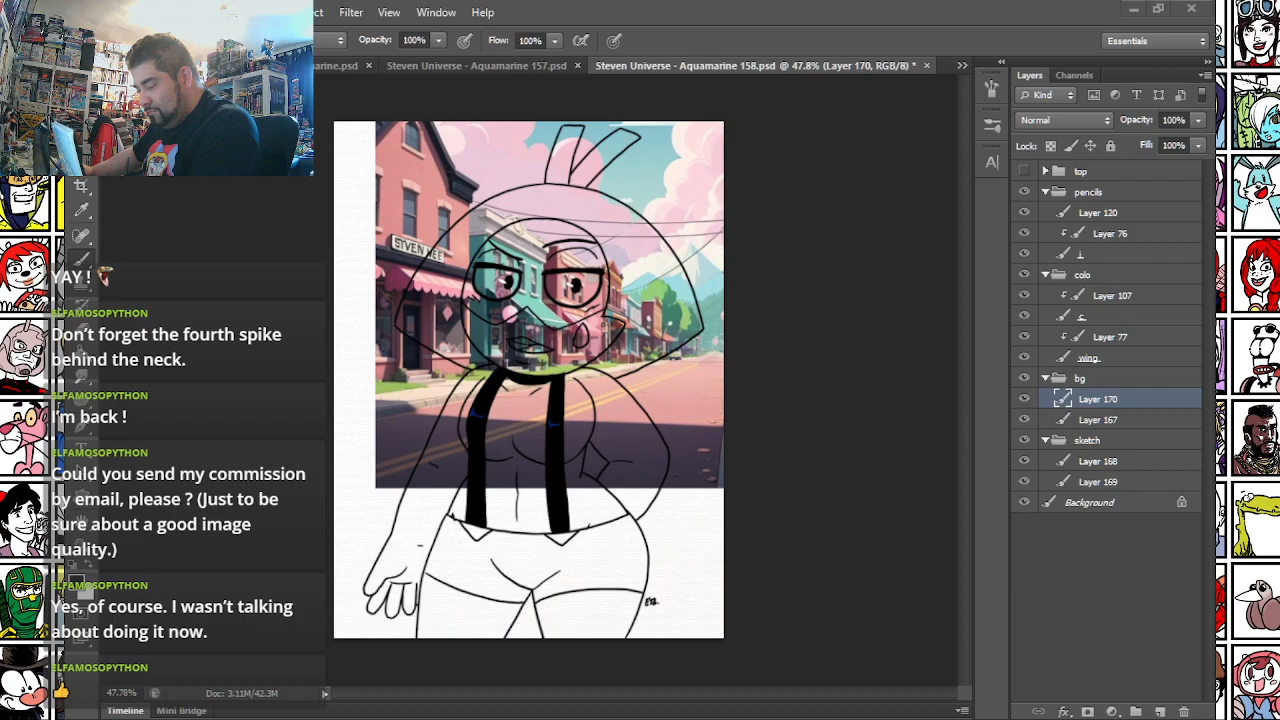 Filter View Window Help
Opacity: 100% Flow: 100% Essentials
Steven Universe - Aquamarine 157.psd × Steven Universe - Aquamarine 158.psd @ 47.8% (Layer 170, RGB/8) * ×
Layers Channels
Kind
Normal Opacity: 100%
Lock: Fill: 100%
top
pencils
Layer 120
Layer 76
i
colo
Layer 107
c
Layer 77
wing
bg
Layer 170
Layer 167
sketch
Layer 168
Layer 169
Background
YAY !
ELFAMOSOPYTHON
Don't forget the fourth spike
behind the neck.
ELFAMOSOPYTHON
I'm back !
ELFAMOSOPYTHON
Could you send my commission
by email, please ? (Just to be
sure about a good image
quality.)
ELFAMOSOPYTHON
Yes, of course. I wasn't talking
about doing it now.
ELFAMOSOPYTHON
47.78% Doc: 3.11M/42.3M
Timeline Mini Bridge